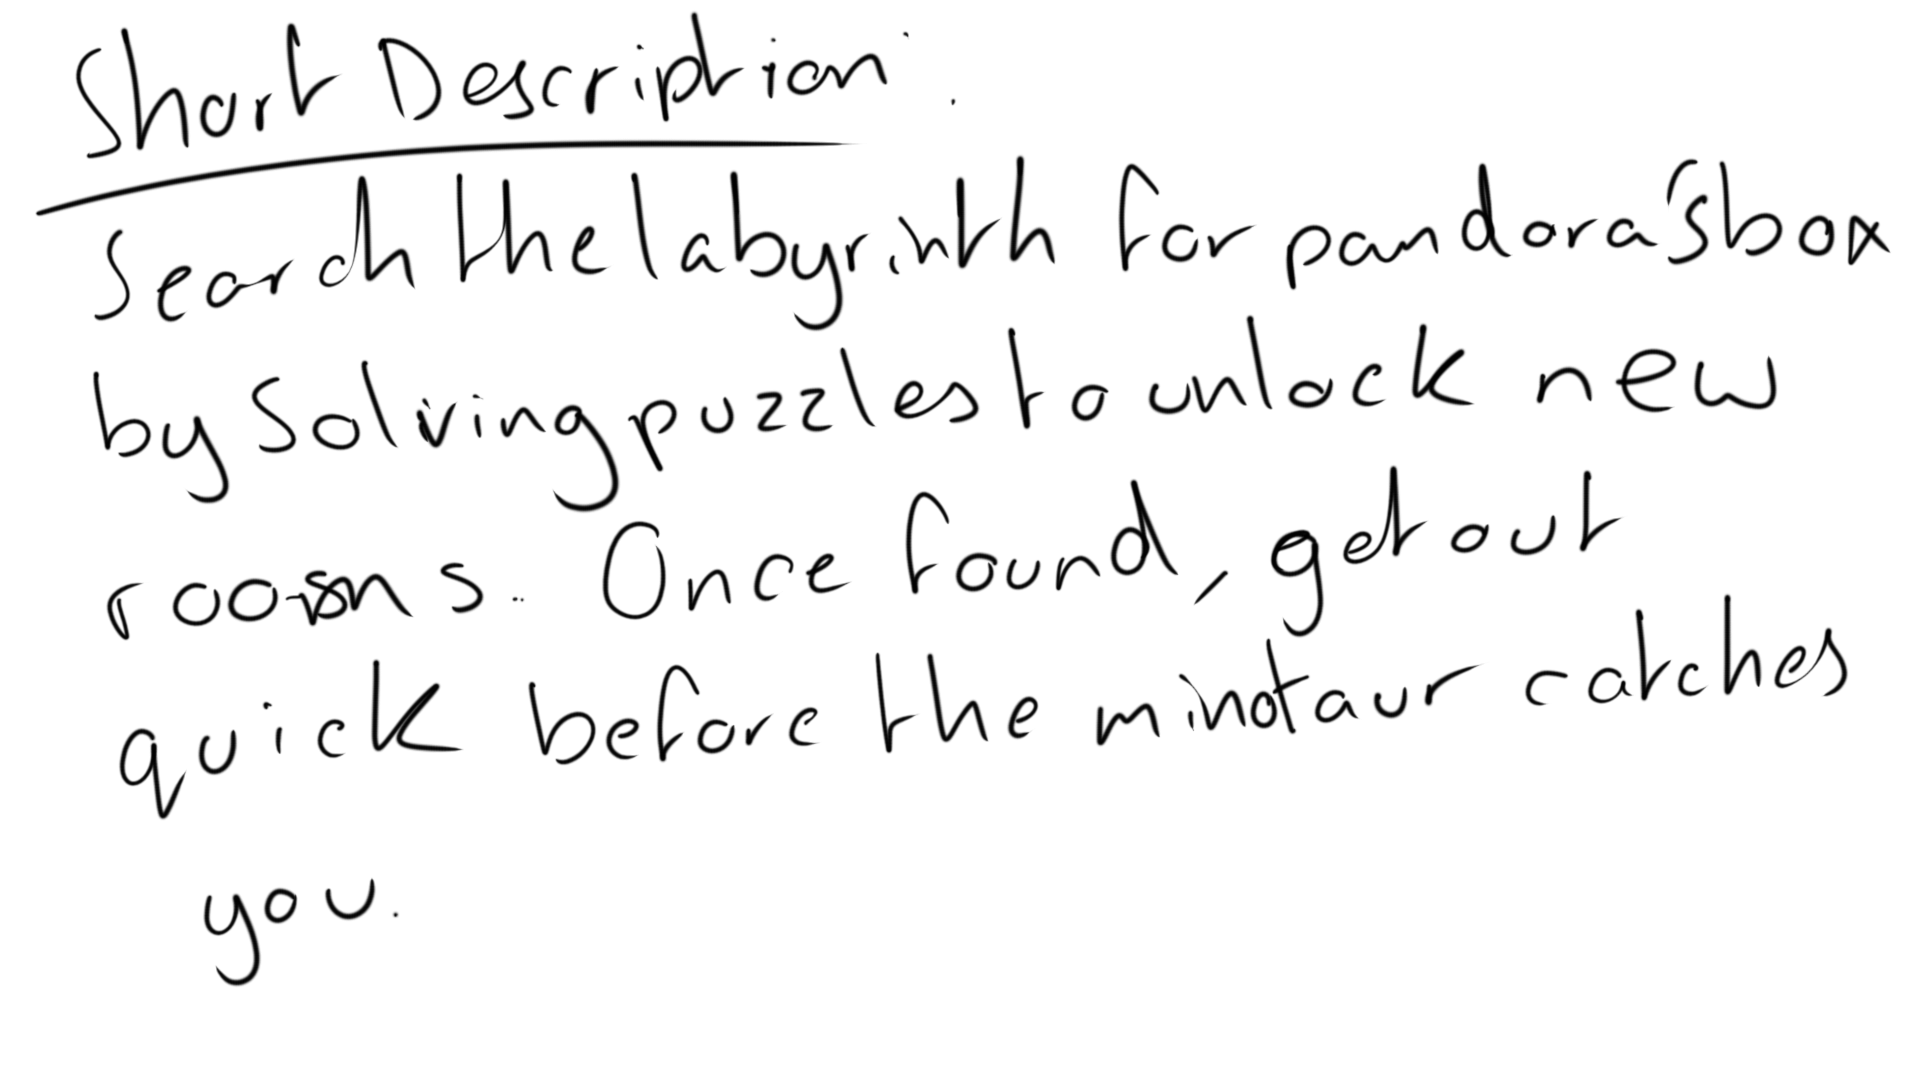 Short Description:
Search the labyrinth for pandora's box
by Solving puzzles to unlock new
rooms. Once found, get out
quick before the minotaur catches
you.